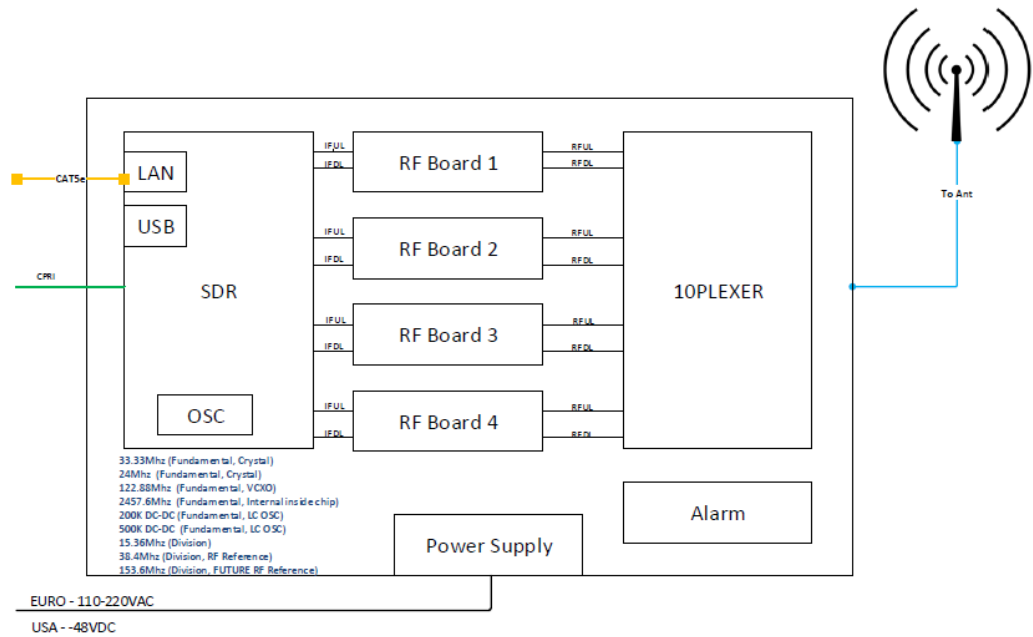 IFUL
RFUL
IFDL
RFDL
RF Board 1
LAN
CAT5e
To Ant
USB
IFUL
RFUL
RF Board 2
IFDL
RFDL
CPRI
SDR
10PLEXER
IFUL
RFUL
RF Board 3
IFDL
RFDL
OSC
IFUL
RFUL
RF Board 4
IFDL
RFDL
33.33Mhz (Fundamental, Crystal)
24Mhz (Fundamental, Crystal)
122.88Mhz (Fundamental, VCXO)
2457.6Mhz (Fundamental, Internal inside chip)
200K DC-DC (Fundamental, LC OSC)
500K DC-DC (Fundamental, LC OSC)
15.36Mhz (Division)
38.4Mhz (Division, RF Reference)
153.6Mhz (Division, FUTURE RF Reference)
Alarm
Power Supply
EURO - 110-220VAC
USA - -48VDC